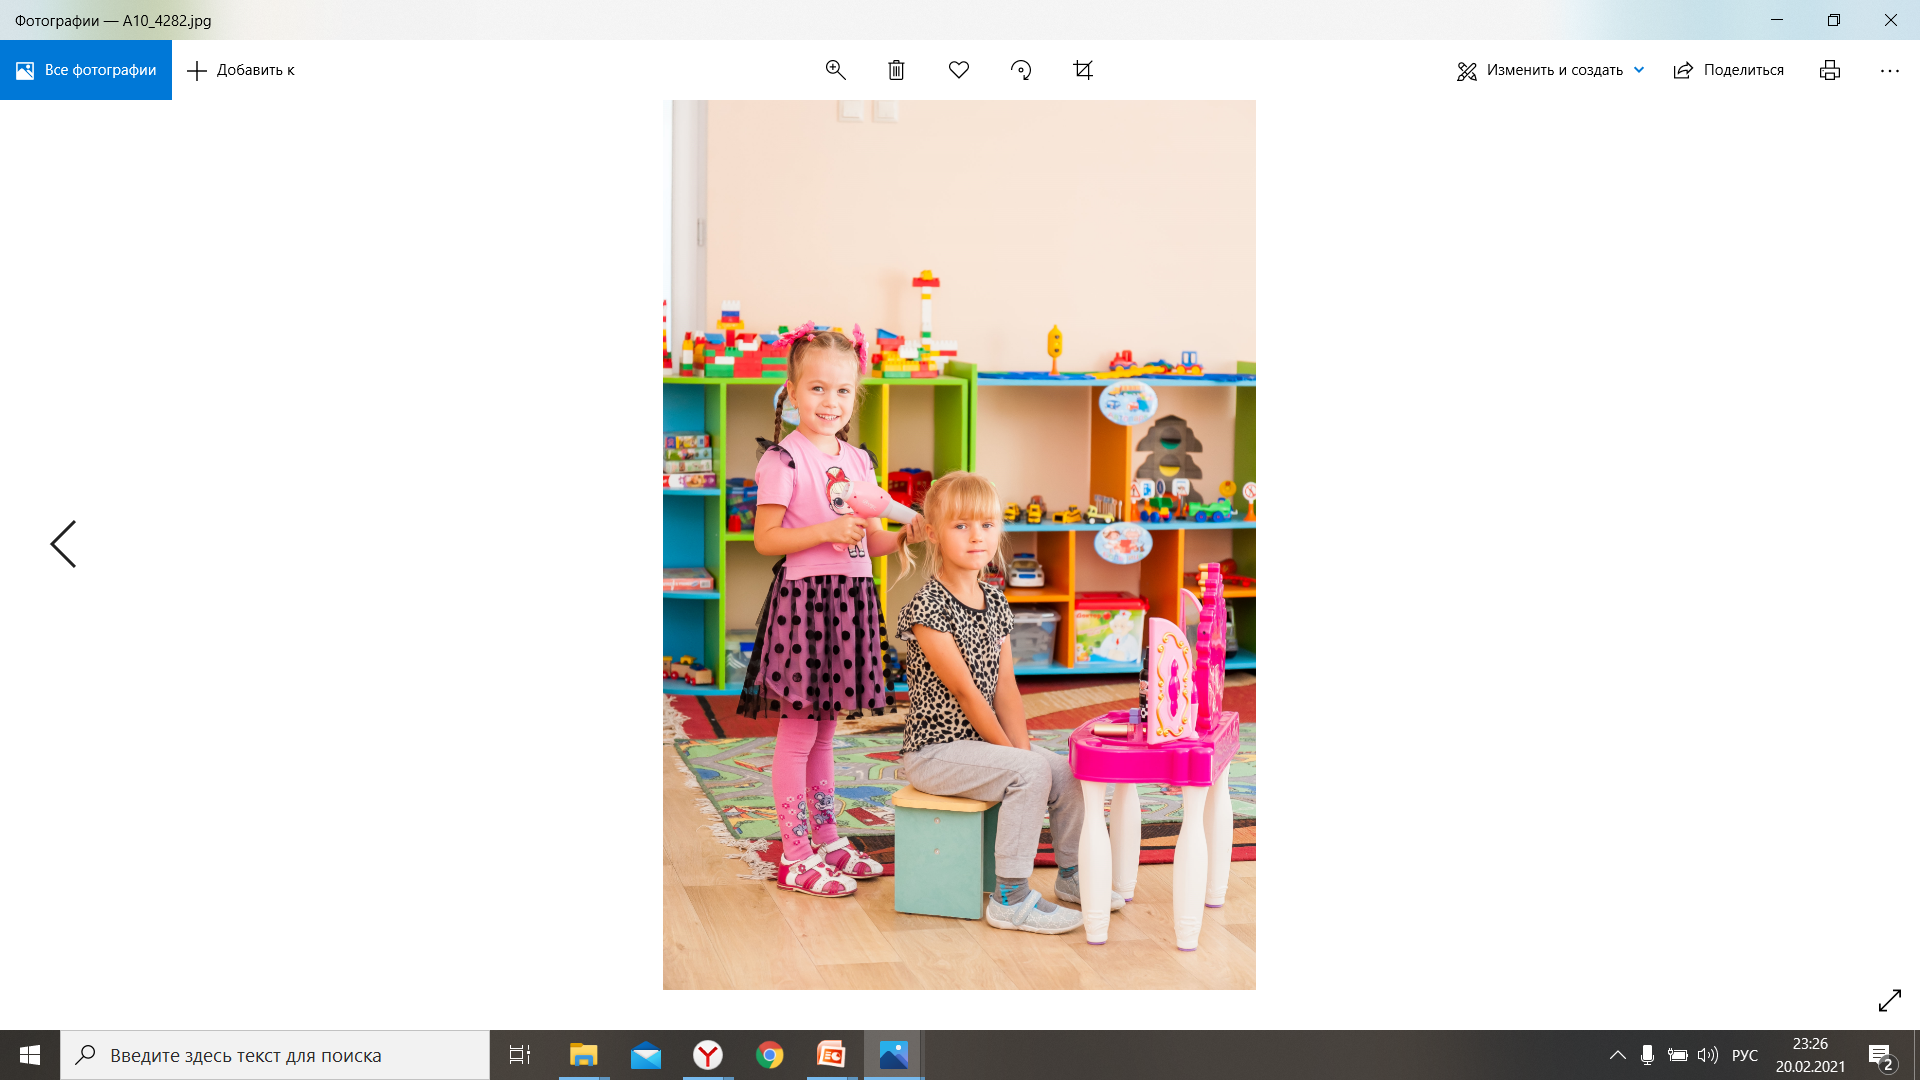 Фотографии — A10_4282.jpg
Все фотографии
Добавить к
Изменить и создать
Поделиться
Введите здесь текст для поиска
РУС
23:26
20.02.2021
2